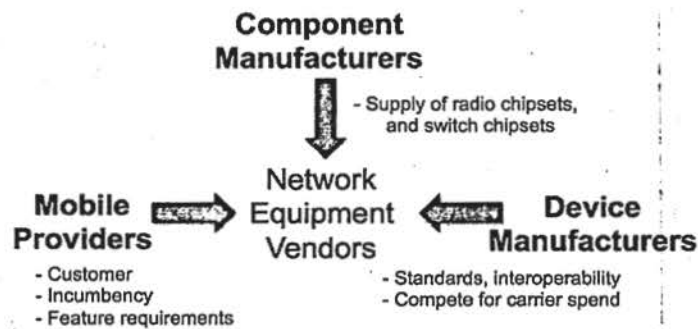 Component
Manufacturers
- Supply of radio chipsets,
and switch chipsets
Network
Equipment
Vendors
Mobile
Providers
- Customer
- Incumbency
- Feature requirements
Device
Manufacturers
- Standards, interoperability
- Compete for carrier spend